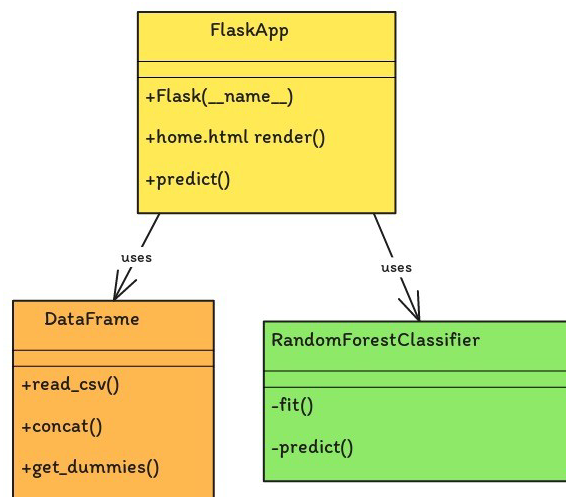 FlaskApp
+Flask(__name__)
+home.html render()
+predict()
uses
uses
DataFrame
+read_csv()
+concat()
+get_dummies()
RandomForestClassifier
-fit()
-predict()